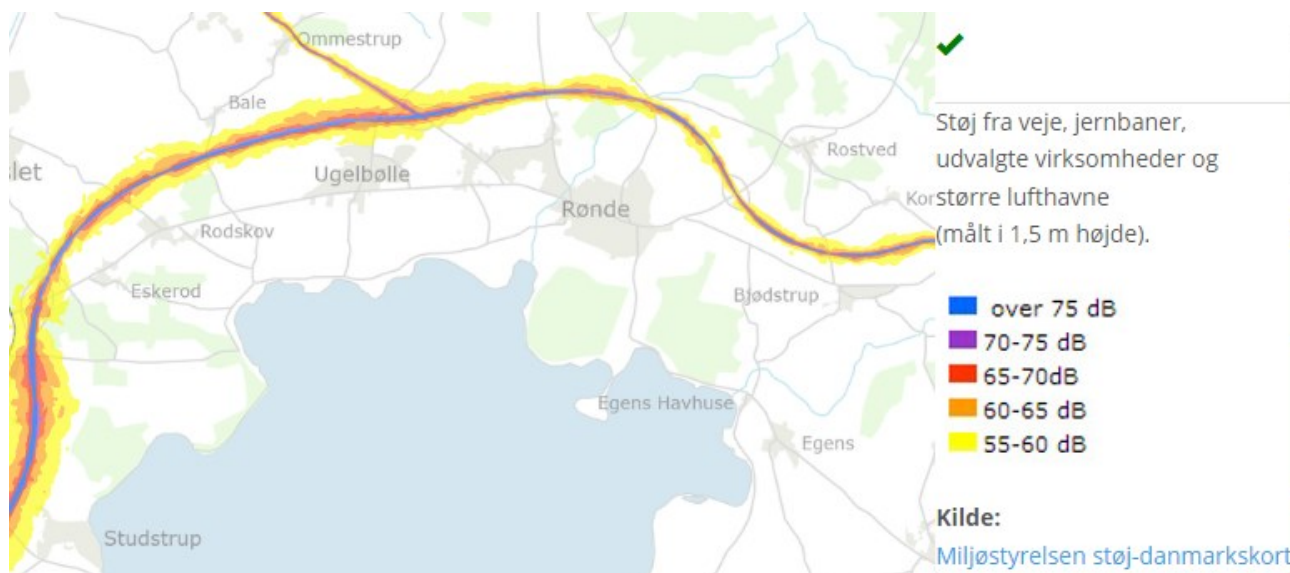 Ommestrup
Bale
slet
Ugelbølle
Rostved
Rønde
Kor
Rodskov
Eskerod
Bjødstrup
Egens Havhuse
Egens
Studstrup
Støj fra veje, jernbaner,
udvalgte virksomheder og
større lufthavne
(målt i 1,5 m højde).
over 75 dB
70-75 dB
65-70dB
60-65 dB
55-60 dB
Kilde:
Miljøstyrelsen støj-danmarkskort